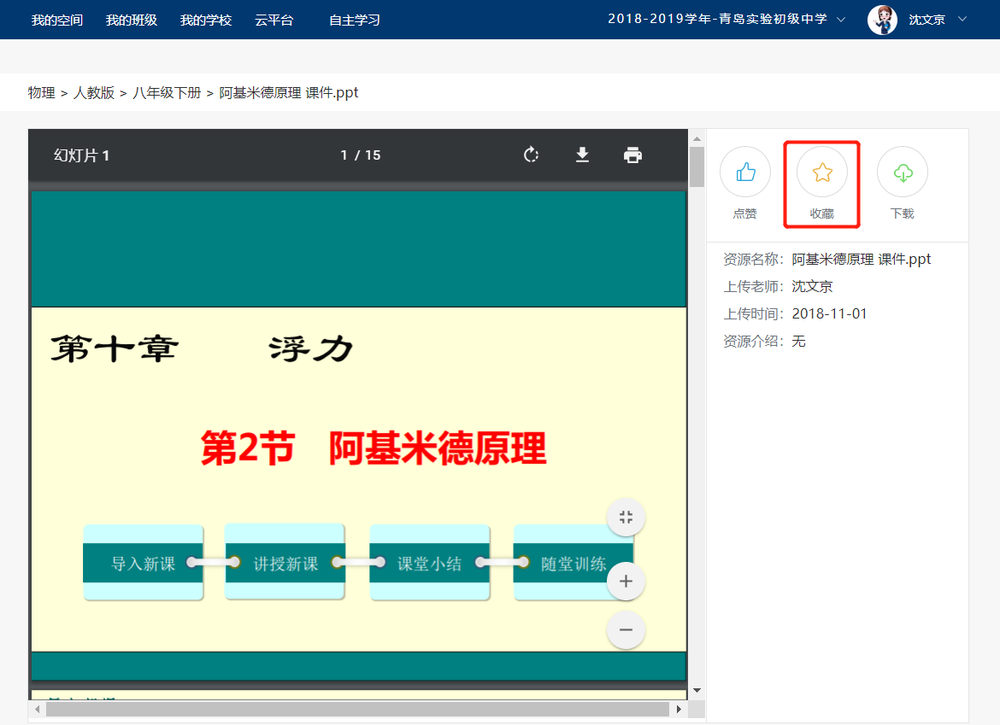 我的空间 我的班级 我的学校 云平台 自主学习 2018-2019学年-青岛实验初级中学 沈文京
物理 > 人教版 > 八年级下册 > 阿基米德原理 课件.ppt
幻灯片 1 1 / 15
点赞 收藏 下载
资源名称： 阿基米德原理 课件.ppt
上传老师： 沈文京
上传时间： 2018-11-01
资源介绍： 无
第十章 浮力
第2节 阿基米德原理
导入新课 讲授新课 课堂小结 随堂训练